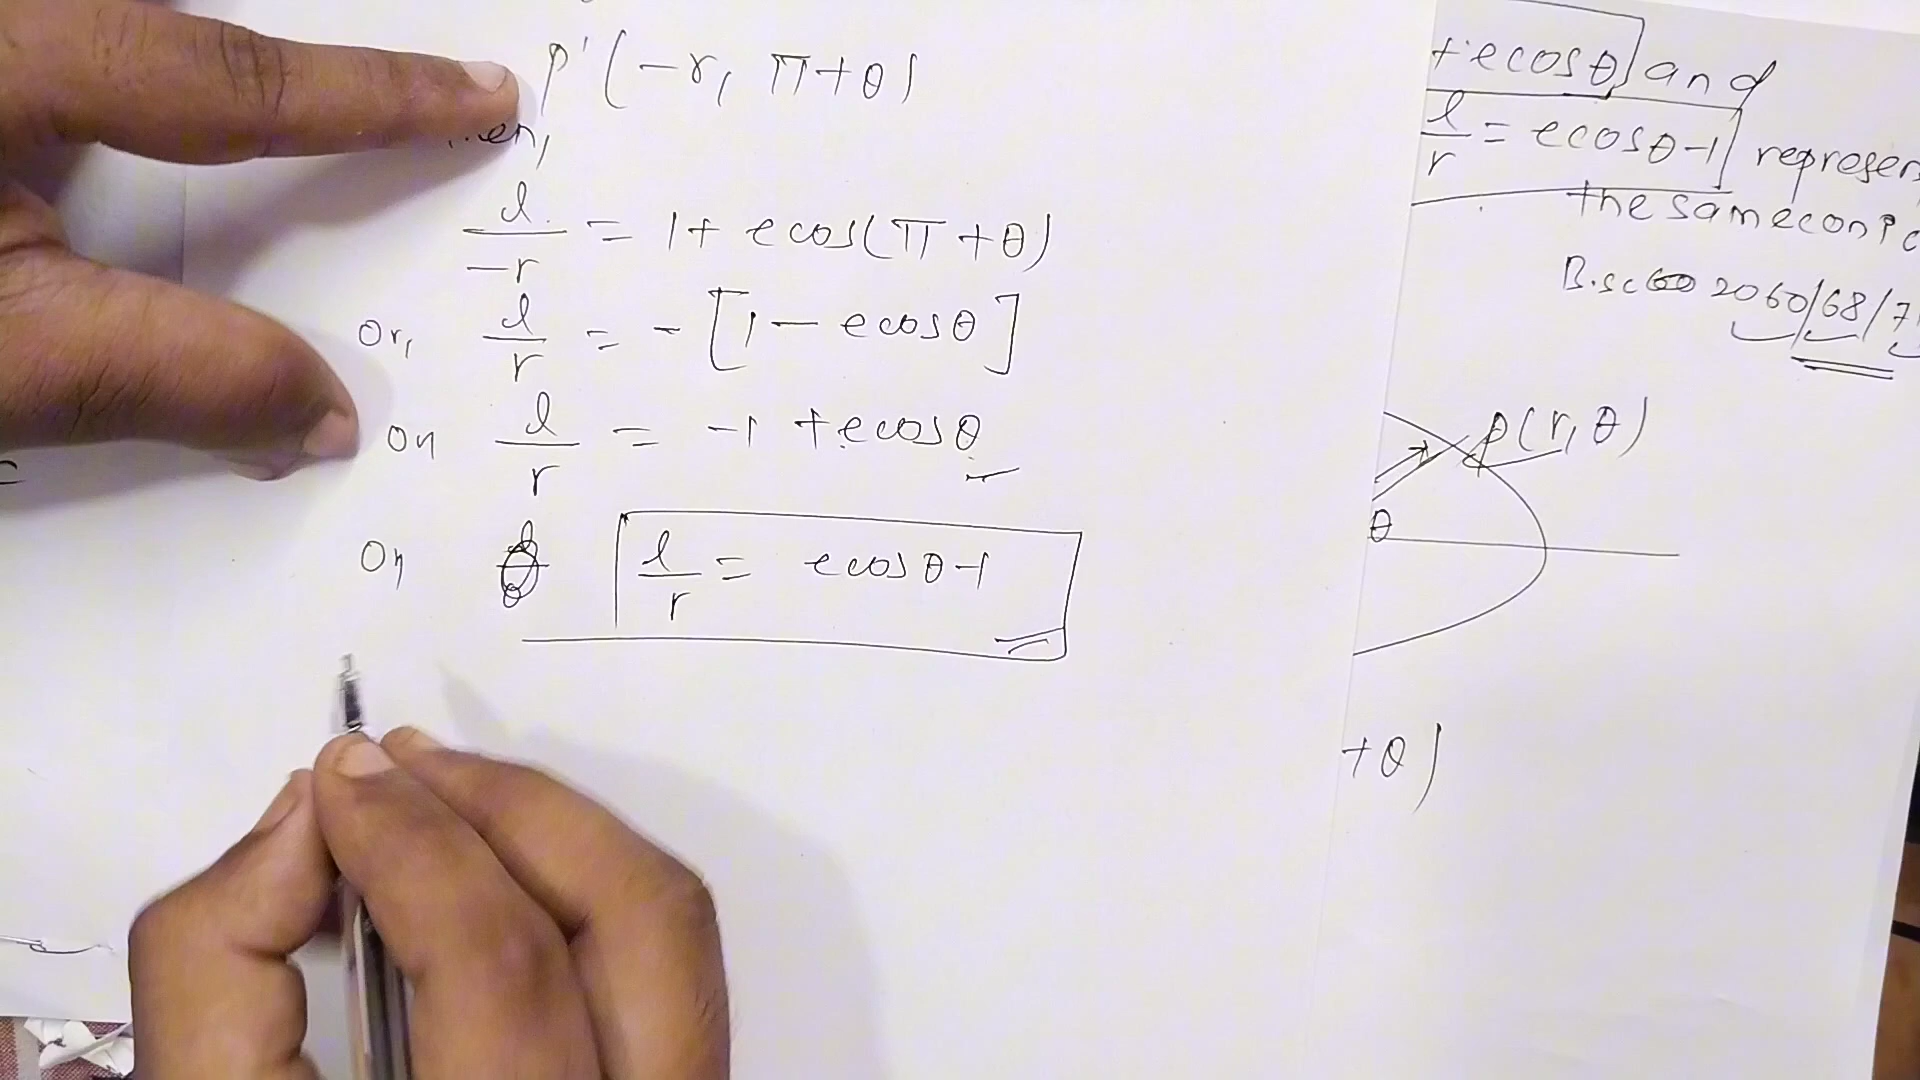 P'(-r, π+θ)
l/-r = 1+ ecos(π+θ)
or, l/r = -[1- ecosθ]
or l/r = -1 +ecosθ
or l/r = ecosθ-1
+ecosθ and
l/r = ecosθ-1 represen
the same conic
B.sc 2060/68/7
P(r, θ)
θ
+θ)